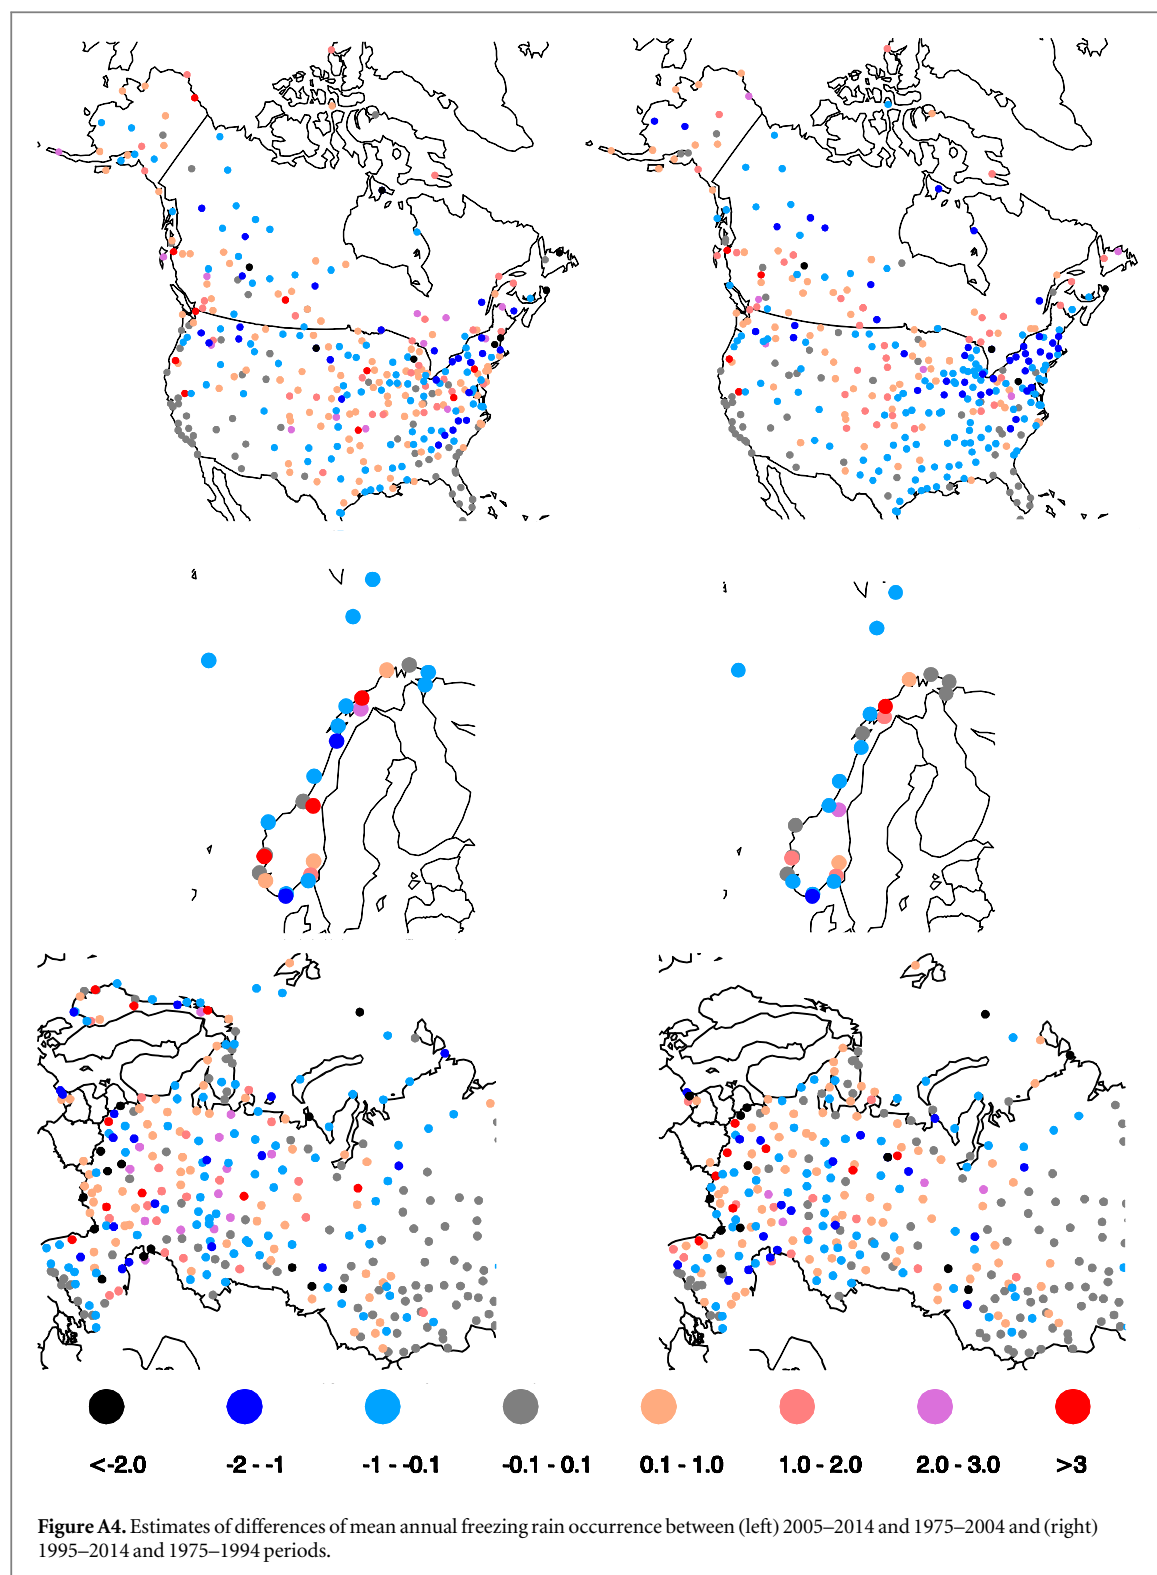 <-2.0 -2 - -1 -1 - -0.1 -0.1 - 0.1 0.1 - 1.0 1.0 - 2.0 2.0 - 3.0 >3
Figure A4. Estimates of differences of mean annual freezing rain occurrence between (left) 2005–2014 and 1975–2004 and (right)
1995–2014 and 1975–1994 periods.